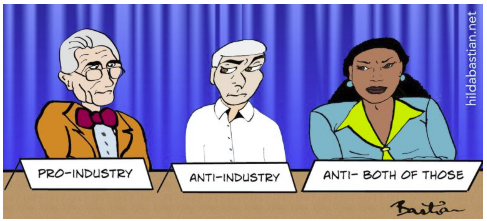 hildabastian.net
PRO-INDUSTRY
ANTI-INDUSTRY
ANTI- BOTH OF THOSE
Bastian